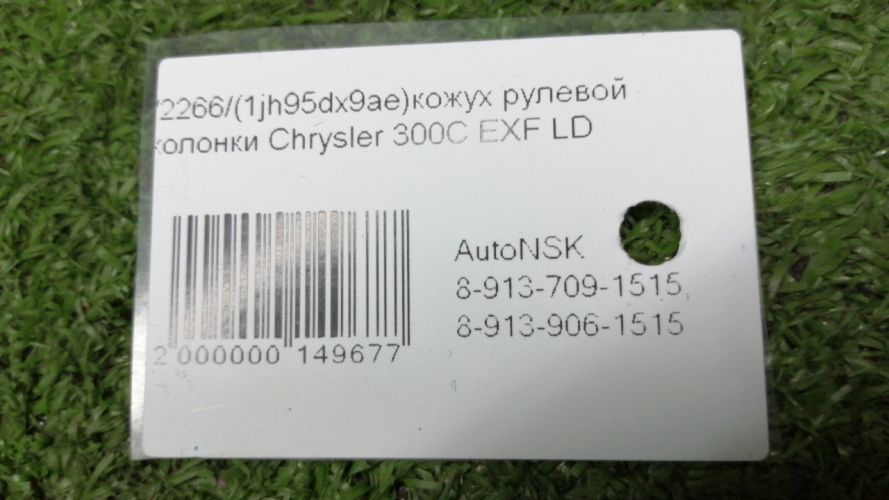 2266/(1jh95dx9ae)кожух рулевой
колонки Chrysler 300C EXF LD
AutoNSK
8-913-709-1515,
8-913-906-1515
2 000000 149677